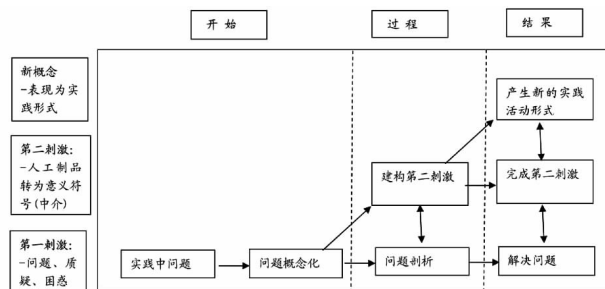 开 始
过 程
结 果
新概念
-表现为实
践形式
产生新的实践
活动形式
第二刺激:
-人工制品
转为意义符
号(中介)
建构第二刺激
完成第二刺激
第一刺激:
-问题、质
疑、困惑
实践中问题
问题概念化
问题剖析
解决问题